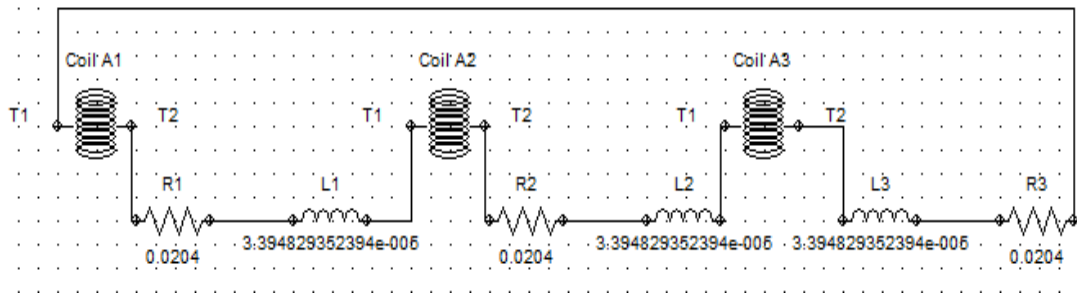 Coil A1
Coil A2
Coil A3
T1
T2
T1
T2
T1
T2
R1
L1
R2
L2
L3
R3
0.0204
3.394829352394e-005
0.0204
3.394829352394e-005
3.394829352394e-005
0.0204